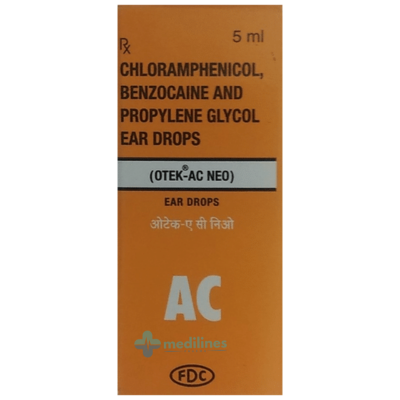 ℞
5 ml
CHLORAMPHENICOL,
BENZOCAINE AND
PROPYLENE GLYCOL
EAR DROPS
(OTEK®-AC NEO)
EAR DROPS
ओटेक-ए सी निओ
AC
medilines
FDC